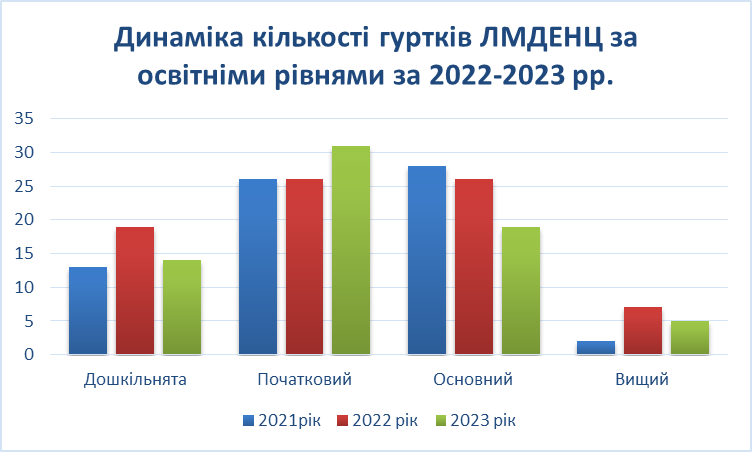 Динаміка кількості гуртків ЛМДЕНЦ за
освітніми рівнями за 2022-2023 рр.
35
30
25
20
15
10
5
0
Дошкільнята Початковий Основний Вищий
2021рік 2022 рік 2023 рік